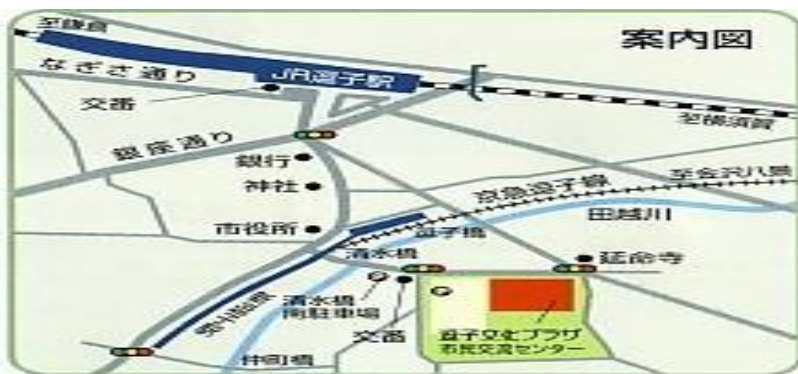 案内図
至鎌倉
なぎさ通り
JR逗子駅
交番
至横須賀
銀座通り
銀行
神社
市役所
京急逗子線
至金沢八景
田越川
逗子橋
清水橋
延命寺
清水橋
南駐車場
交番
逗子文化プラザ
市民交流センター
仲町橋